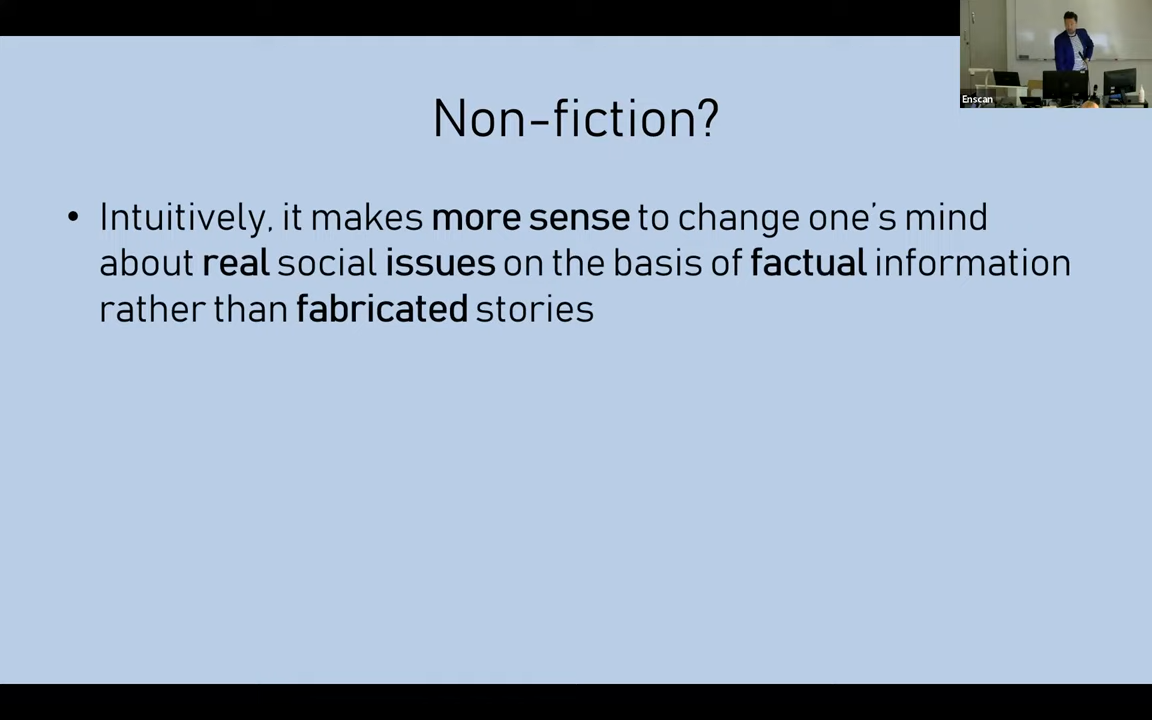 Non-fiction?
Enscan
• Intuitively, it makes more sense to change one's mind
about real social issues on the basis of factual information
rather than fabricated stories